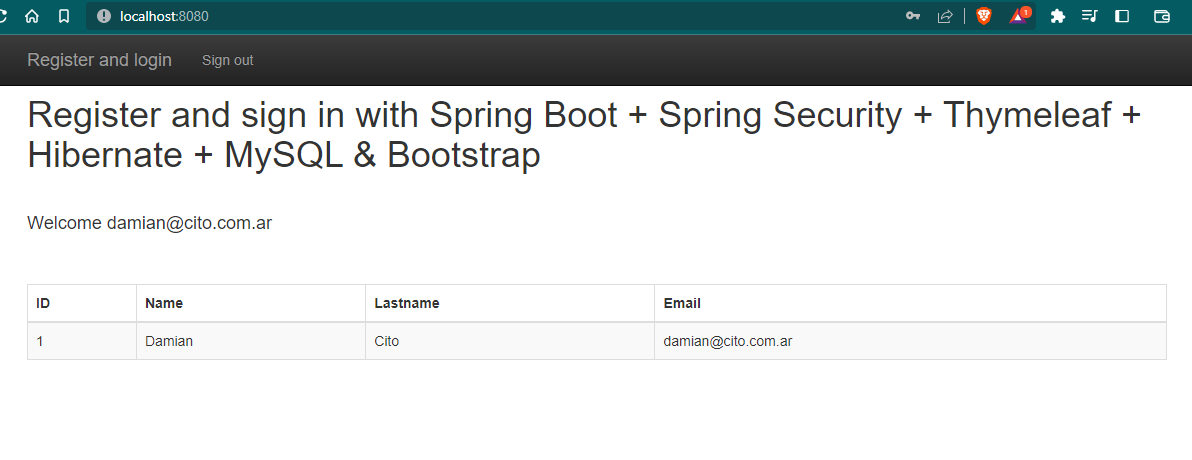 localhost:8080
1
Register and login Sign out
Register and sign in with Spring Boot + Spring Security + Thymeleaf +
Hibernate + MySQL & Bootstrap
Welcome damian@cito.com.ar
ID Name Lastname Email
1 Damian Cito damian@cito.com.ar